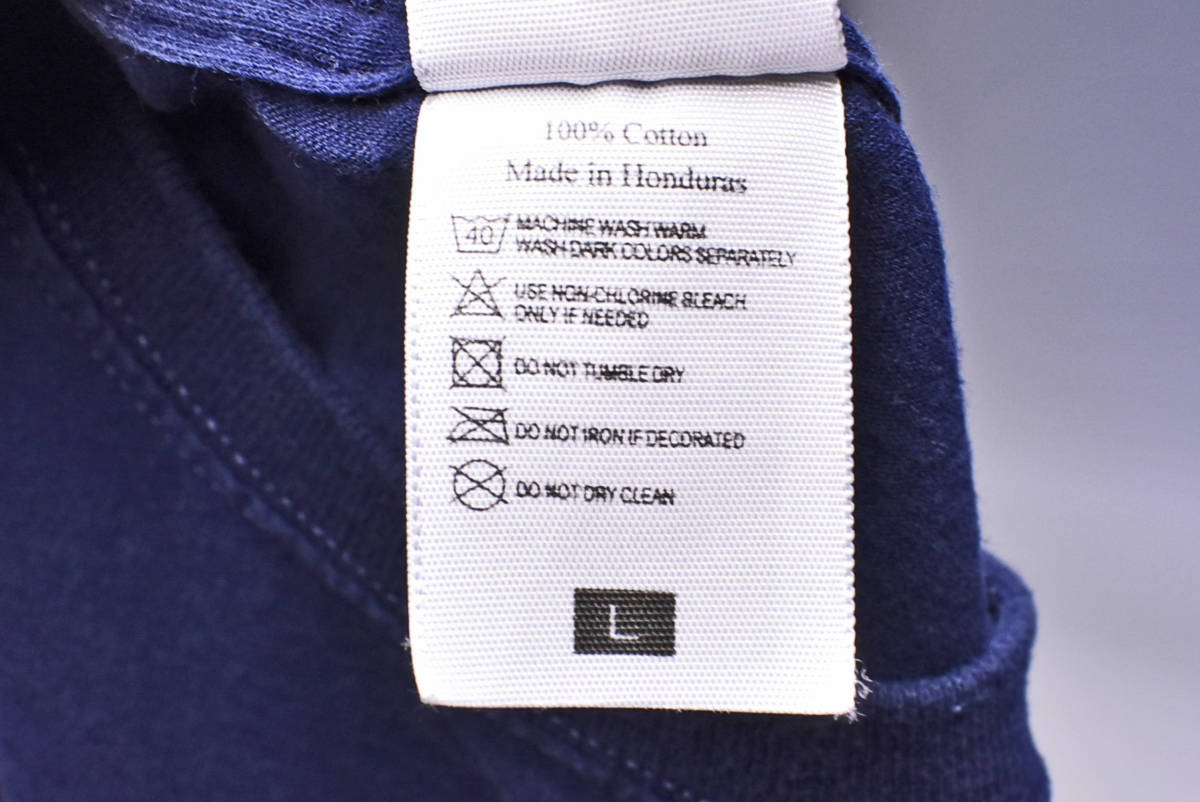 100% Cotton
Made in Honduras
40
MACHINE WASH WARM
WASH DARK COLORS SEPARATELY
USE NON-CHLORINE BLEACH
ONLY IF NEEDED
DO NOT TUMBLE DRY
DO NOT IRON IF DECORATED
DO NOT DRY CLEAN
L